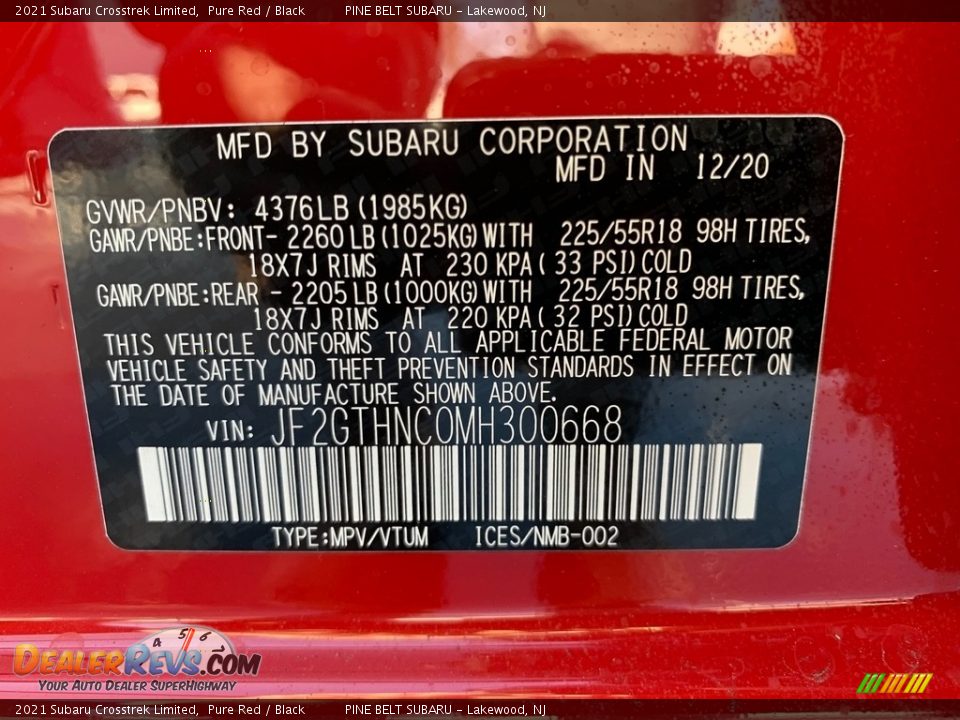 2021 Subaru Crosstrek Limited, Pure Red / Black PINE BELT SUBARU - Lakewood, NJ
MFD BY SUBARU CORPORATION
MFD IN 12/20
GVWR/PNBV: 4376LB (1985KG)
GAWR/PNBE:FRONT- 2260 LB (1025KG) WITH 225/55R18 98H TIRES,
18X7J RIMS AT 230 KPA ( 33 PSI) COLD
GAWR/PNBE:REAR - 2205 LB (1000KG) WITH 225/55R18 98H TIRES,
18X7J RIMS AT 220 KPA ( 32 PSI) COLD
THIS VEHICLE CONFORMS TO ALL APPLICABLE FEDERAL MOTOR
VEHICLE SAFETY AND THEFT PREVENTION STANDARDS IN EFFECT ON
THE DATE OF MANUFACTURE SHOWN ABOVE.
VIN: JF2GTHNC0MH300668
TYPE:MPV/VTUM ICES/NMB-002
4 5 6
DEALERREVS.COM
YOUR AUTO DEALER SUPERHIGHWAY
2021 Subaru Crosstrek Limited, Pure Red / Black PINE BELT SUBARU - Lakewood, NJ